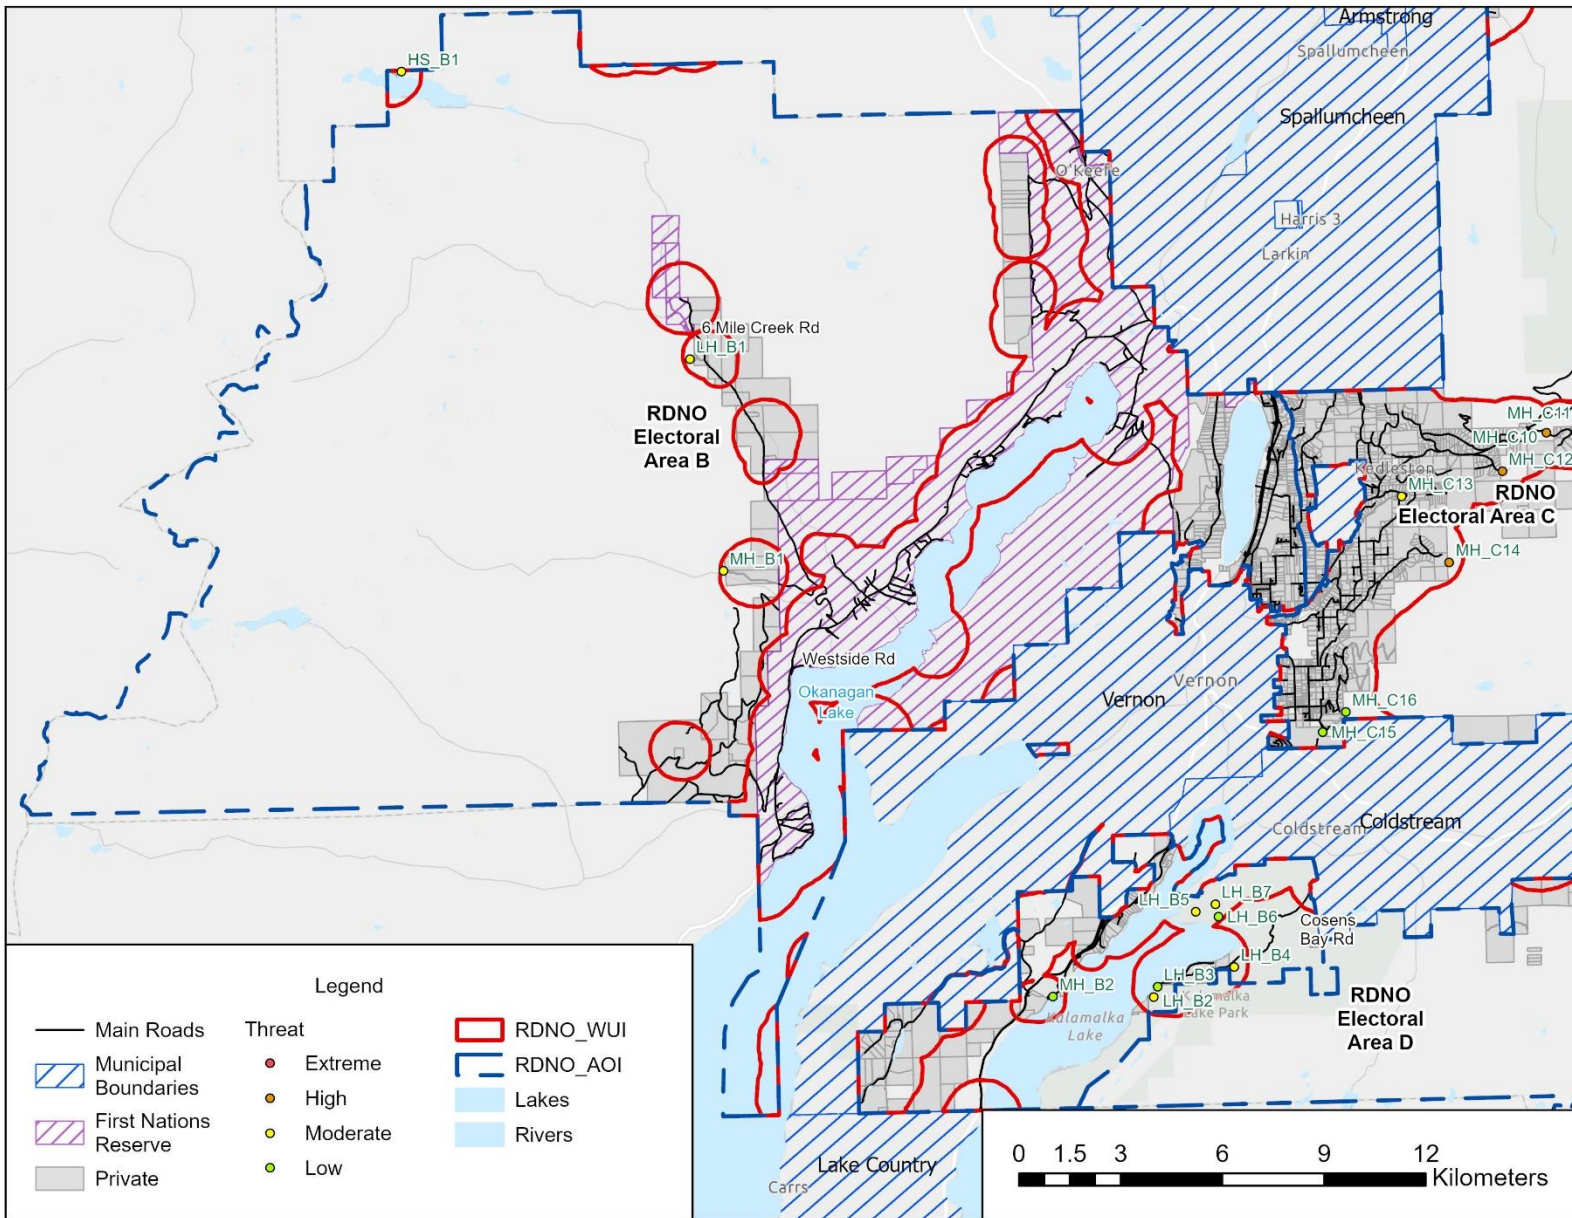 Armstrong
Spallumcheen
HS_B1
Spallumcheen
O'Keefe
Harris 3
Larkin
6 Mile Creek Rd
LH_B1
RDNO
Electoral
Area B
MH_C11
MH_C10
MH_C12
Kedleston
MH_C13
RDNO
Electoral Area C
MH_C14
MH_B1
Westside Rd
Okanagan
Lake
Vernon
Vernon
MH_C16
MH_C15
Coldstream
Coldstream
LH_B5
LH_B7
LH_B6
Cosens
Bay Rd
LH_B4
LH_B3
LH_B2
MH_B2
Kalamalka
Lake
Kalamalka
Lake Park
RDNO
Electoral
Area D
Lake Country
Carrs
Legend
Main Roads
Municipal
Boundaries
First Nations
Reserve
Private
Threat
Extreme
High
Moderate
Low
RDNO_WUI
RDNO_AOI
Lakes
Rivers
0 1.5 3 6 9 12
Kilometers